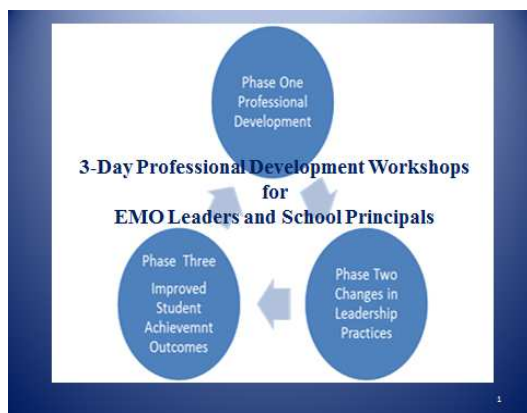 Phase One
Professional
Development
3-Day Professional Development Workshops
for
EMO Leaders and School Principals
Phase Three
Improved
Student
Achievemnt
Outcomes
Phase Two
Changes in
Leadership
Practices
1